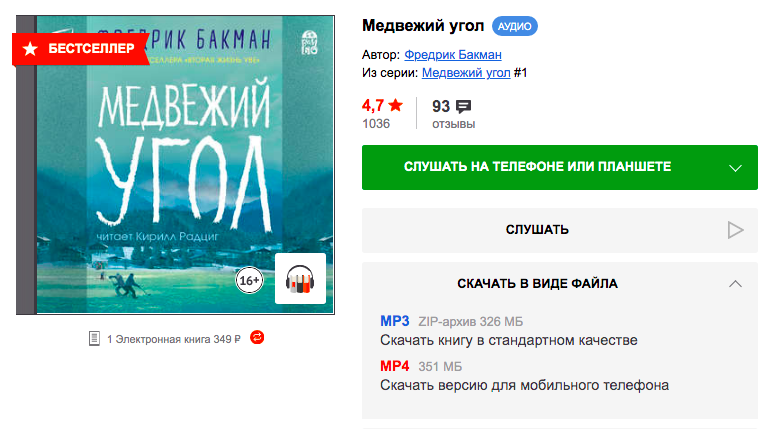 БЕСТСЕЛЛЕР
ФРЕДРИК БАКМАН
БЕСТСЕЛЛЕРА «ВТОРАЯ ЖИЗНЬ УВЕ»
МЕДВЕЖИЙ
УГОЛ
читает Кирилл Радциг
16+
1 Электронная книга 349 ₽
Медвежий угол АУДИО
Автор: Фредрик Бакман
Из серии: Медвежий угол #1
4,7 93
1036 отзывы
СЛУШАТЬ НА ТЕЛЕФОНЕ ИЛИ ПЛАНШЕТЕ
СЛУШАТЬ
СКАЧАТЬ В ВИДЕ ФАЙЛА
MP3 ZIP-архив 326 МБ
Скачать книгу в стандартном качестве
MP4 351 МБ
Скачать версию для мобильного телефона